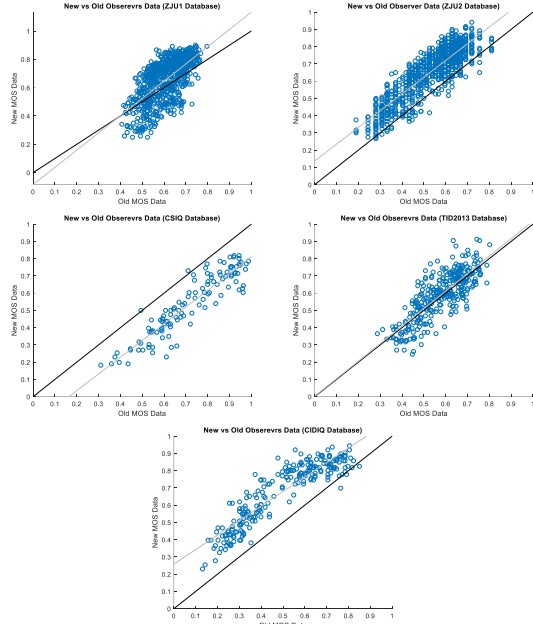 New vs Old Obserevrs Data (ZJU1 Database)
New MOS Data
1
0.8
0.6
0.4
0.2
0
0 0.1 0.2 0.3 0.4 0.5 0.6 0.7 0.8 0.9 1
Old MOS Data
New vs Old Observer Data (ZJU2 Database)
New MOS Data
1
0.9
0.8
0.7
0.6
0.5
0.4
0.3
0.2
0.1
0
0 0.1 0.2 0.3 0.4 0.5 0.6 0.7 0.8 0.9 1
Old MOS Data
New vs Old Obserevrs Data (CSIQ Database)
New MOS Data
1
0.9
0.8
0.7
0.6
0.5
0.4
0.3
0.2
0.1
0
0 0.1 0.2 0.3 0.4 0.5 0.6 0.7 0.8 0.9 1
Old MOS Data
New vs Old Obserevrs Data (TID2013 Database)
New MOS Data
1
0.9
0.8
0.7
0.6
0.5
0.4
0.3
0.2
0.1
0
0 0.1 0.2 0.3 0.4 0.5 0.6 0.7 0.8 0.9 1
Old MOS Data
New vs Old Obserevrs Data (CIDIQ Database)
New MOS Data
1
0.9
0.8
0.7
0.6
0.5
0.4
0.3
0.2
0.1
0
0 0.1 0.2 0.3 0.4 0.5 0.6 0.7 0.8 0.9 1
Old MOS Data